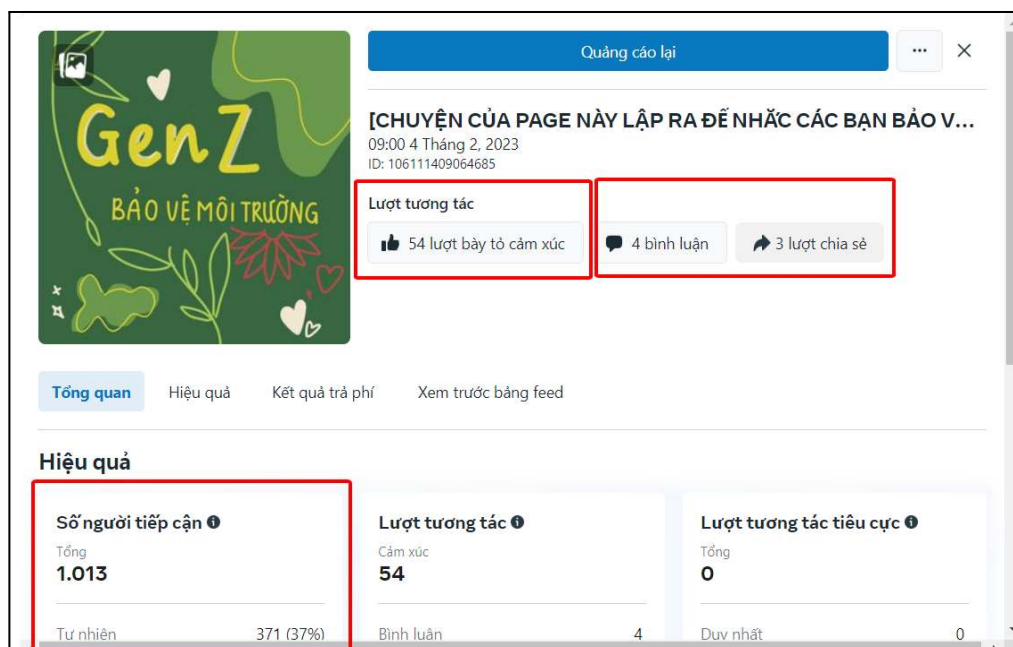 Gen Z
BẢO VỆ MÔI TRƯỜNG
Quảng cáo lại
[CHUYỆN CỦA PAGE NÀY LẬP RA ĐỂ NHẮC CÁC BẠN BẢO V...
09:00 4 Tháng 2, 2023
ID: 106111409064685
Lượt tương tác
54 lượt bày tỏ cảm xúc
4 bình luận
3 lượt chia sẻ
Tổng quan Hiệu quả Kết quả trả phí Xem trước bảng feed
Hiệu quả
Số người tiếp cận
Tổng
1.013
Tự nhiên 371 (37%)
Lượt tương tác
Cảm xúc
54
Bình luận 4
Lượt tương tác tiêu cực
Tổng
0
Duy nhất 0